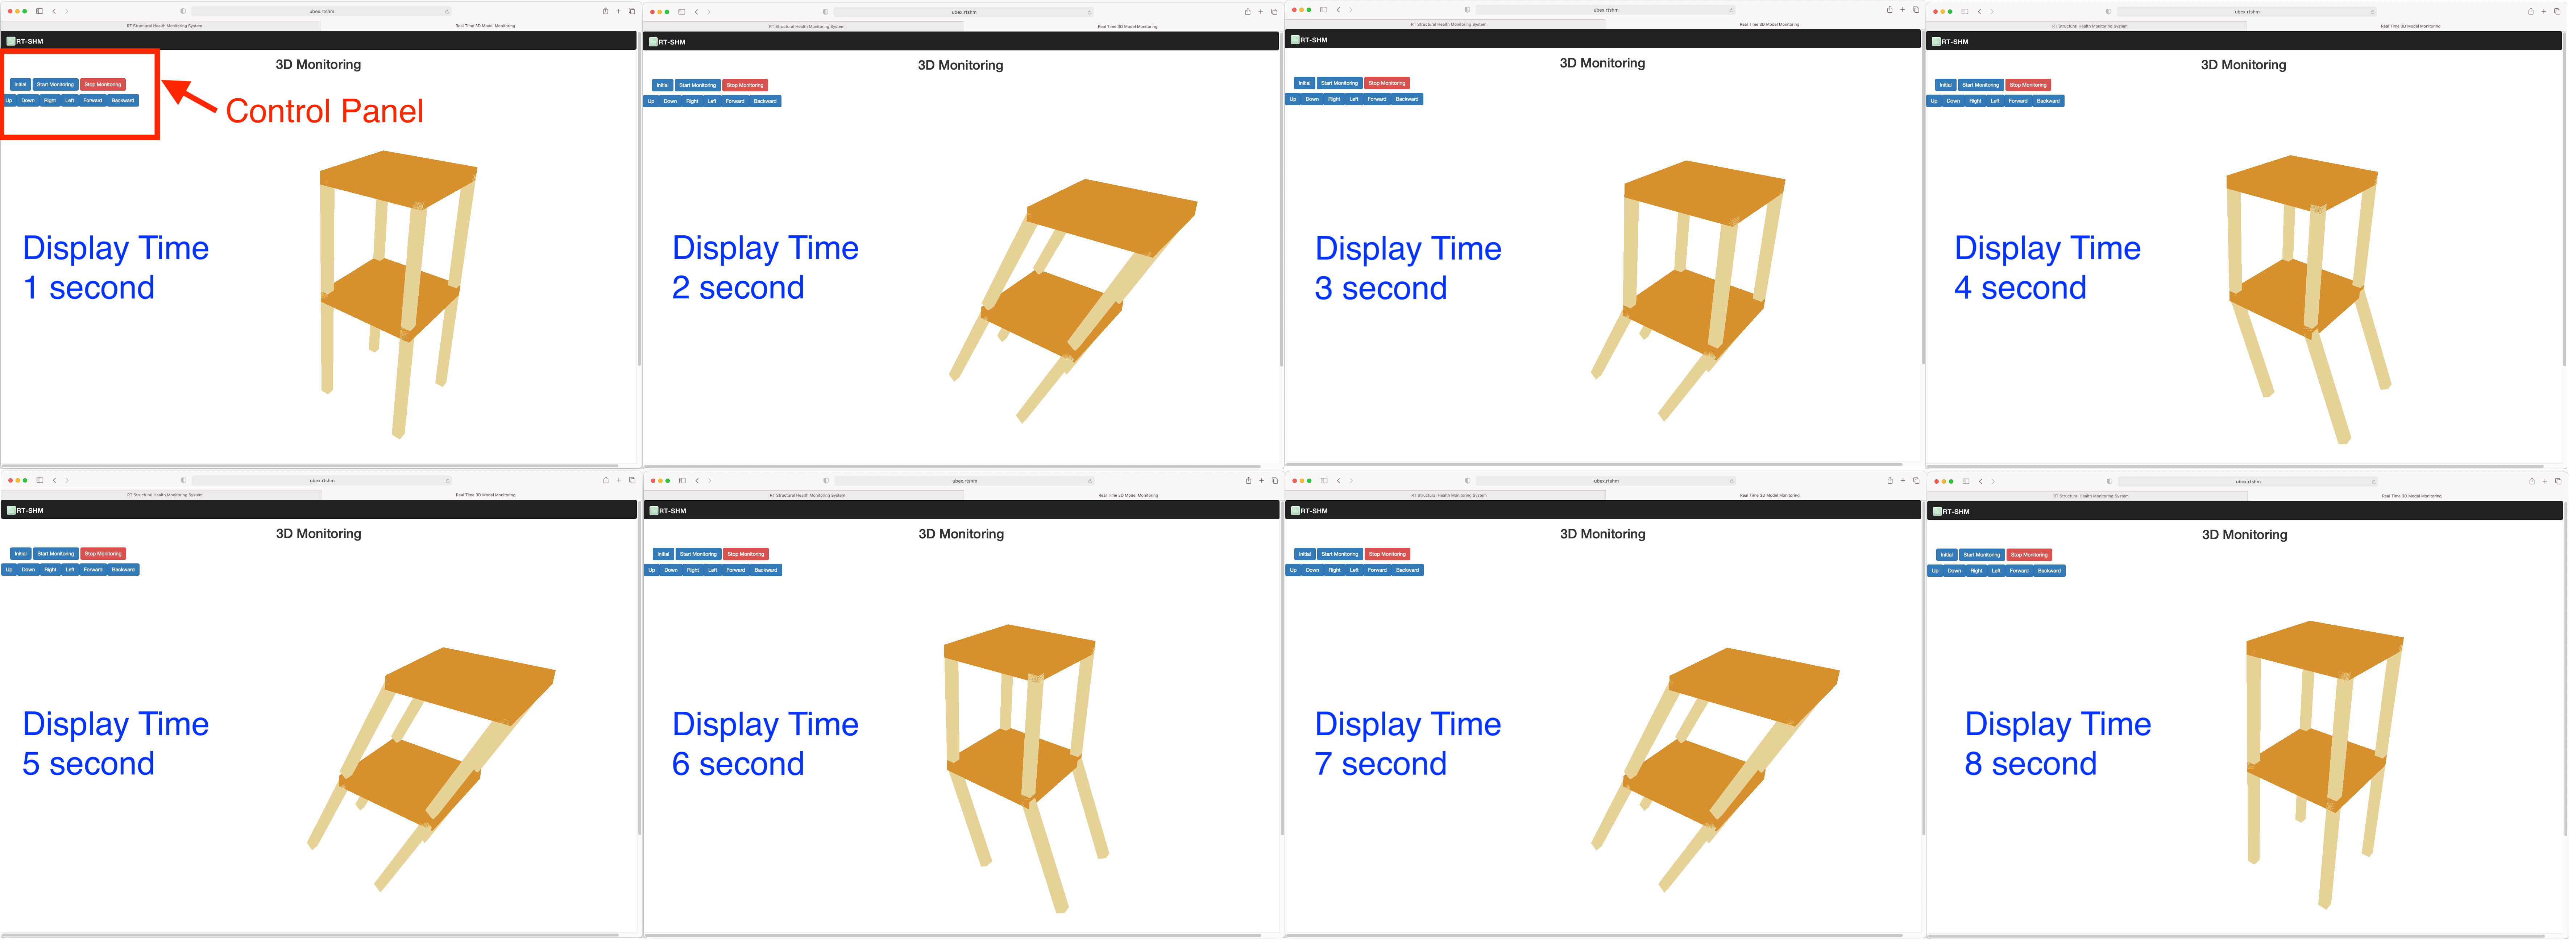 ubex.rtshm
RT Structural Health Monitoring System
Real Time 3D Model Monitoring
RT-SHM
3D Monitoring
Initial Start Monitoring Stop Monitoring
Up Down Right Left Forward Backward
Control Panel
Display Time
1 second
ubex.rtshm
RT Structural Health Monitoring System
Real Time 3D Model Monitoring
RT-SHM
3D Monitoring
Initial Start Monitoring Stop Monitoring
Up Down Right Left Forward Backward
Display Time
2 second
ubex.rtshm
RT Structural Health Monitoring System
Real Time 3D Model Monitoring
RT-SHM
3D Monitoring
Initial Start Monitoring Stop Monitoring
Up Down Right Left Forward Backward
Display Time
3 second
ubex.rtshm
RT Structural Health Monitoring System
Real Time 3D Model Monitoring
RT-SHM
3D Monitoring
Initial Start Monitoring Stop Monitoring
Up Down Right Left Forward Backward
Display Time
4 second
ubex.rtshm
RT Structural Health Monitoring System
Real Time 3D Model Monitoring
RT-SHM
3D Monitoring
Initial Start Monitoring Stop Monitoring
Up Down Right Left Forward Backward
Display Time
5 second
ubex.rtshm
RT Structural Health Monitoring System
Real Time 3D Model Monitoring
RT-SHM
3D Monitoring
Initial Start Monitoring Stop Monitoring
Up Down Right Left Forward Backward
Display Time
6 second
ubex.rtshm
RT Structural Health Monitoring System
Real Time 3D Model Monitoring
RT-SHM
3D Monitoring
Initial Start Monitoring Stop Monitoring
Up Down Right Left Forward Backward
Display Time
7 second
ubex.rtshm
RT Structural Health Monitoring System
Real Time 3D Model Monitoring
RT-SHM
3D Monitoring
Initial Start Monitoring Stop Monitoring
Up Down Right Left Forward Backward
Display Time
8 second